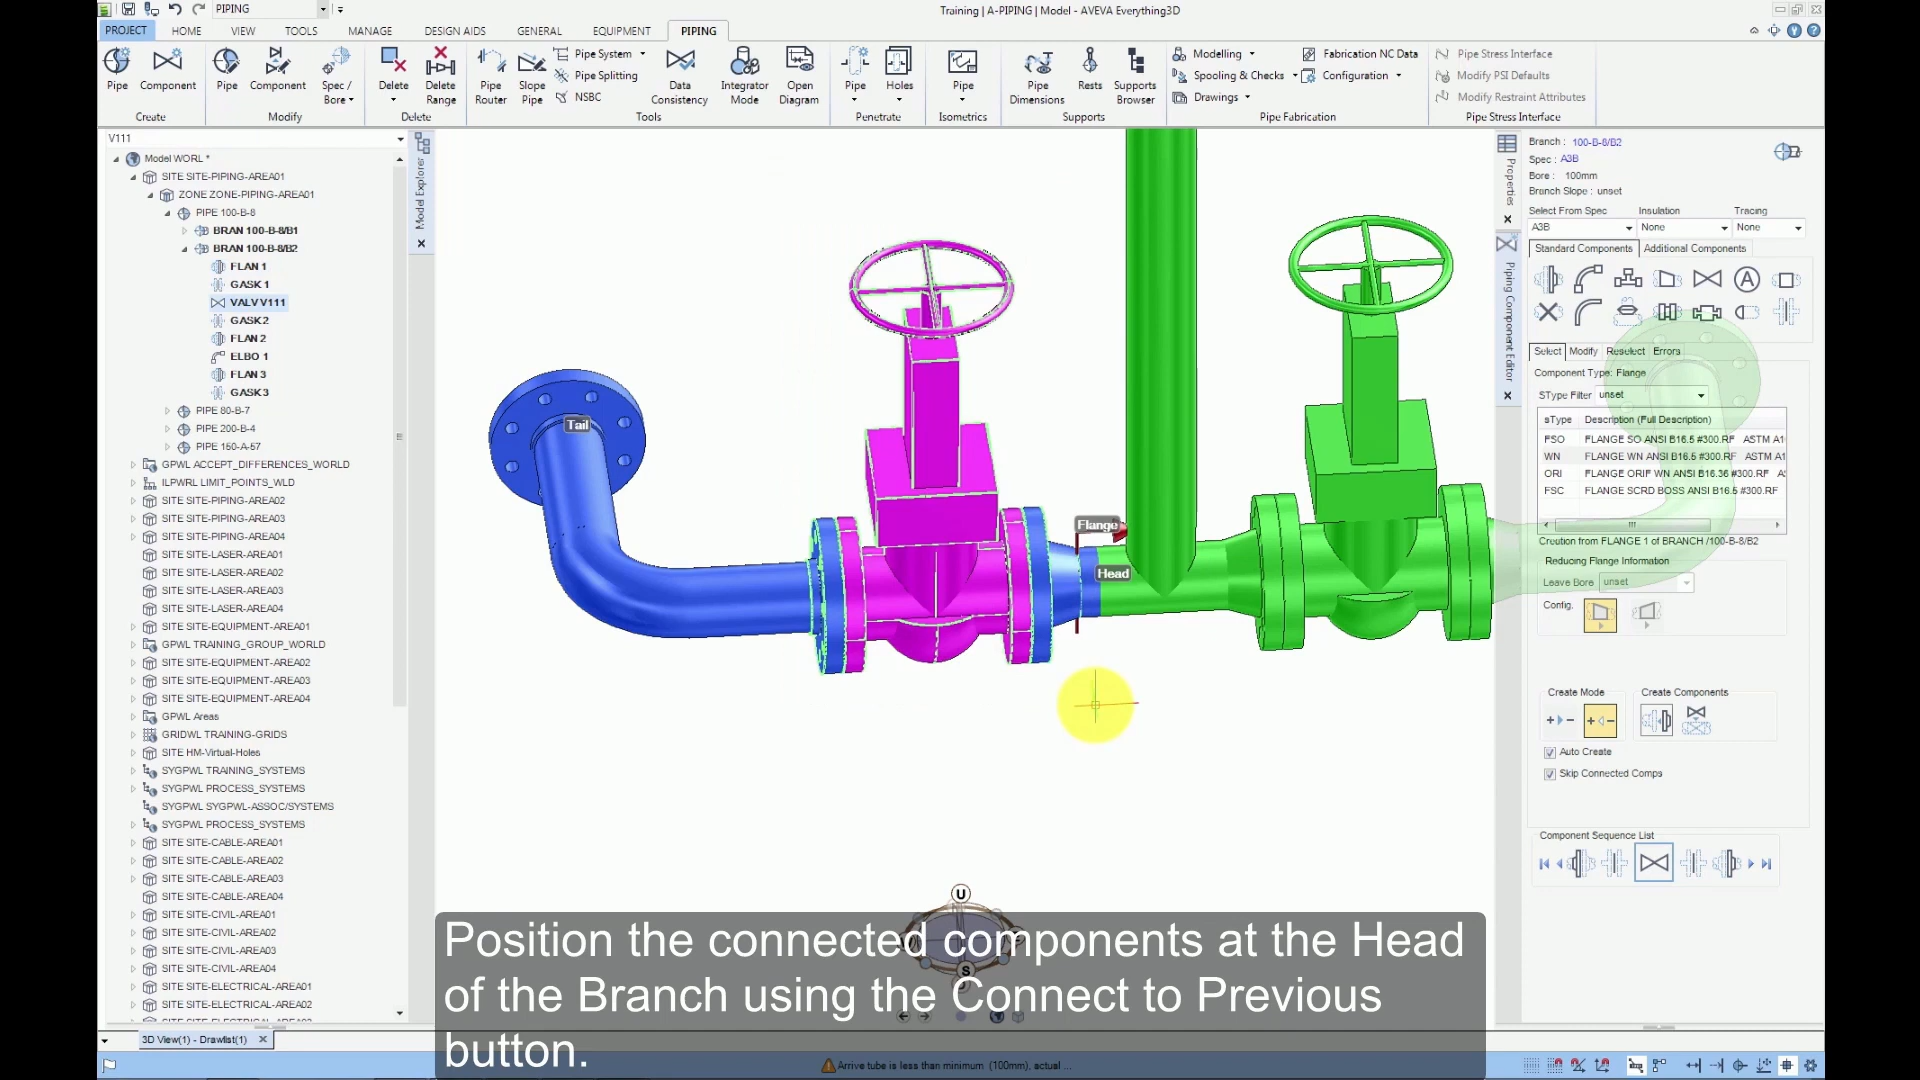 PIPING
Training | A-PIPING | Model - AVEVA Everything3D
PROJECT HOME VIEW TOOLS MANAGE DESIGN AIDS GENERAL EQUIPMENT PIPING
Pipe Component
Create
Pipe Component Spec / Bore
Modify
Delete Delete Range
Delete
Pipe Router Slope Pipe Pipe System Pipe Splitting NSBC Data Consistency Integrator Mode Open Diagram
Tools
Pipe Holes
Penetrate
Pipe
Isometrics
Pipe Dimensions Rests Supports Browser
Supports
Modelling Fabrication NC Data
Spooling & Checks Configuration
Drawings
Pipe Fabrication
Pipe Stress Interface
Modify PSI Defaults
Modify Restraint Attributes
Pipe Stress Interface
V111
Model WORL *
SITE SITE-PIPING-AREA01
ZONE ZONE-PIPING-AREA01
PIPE 100-B-8
BRAN 100-B-8/B1
BRAN 100-B-8/B2
FLAN 1
GASK 1
VALV V111
GASK 2
FLAN 2
ELBO 1
FLAN 3
GASK 3
PIPE 80-B-7
PIPE 200-B-4
PIPE 150-A-57
GPWL ACCEPT_DIFFERENCES_WORLD
ILPWRL LIMIT_POINTS_WLD
SITE SITE-PIPING-AREA02
SITE SITE-PIPING-AREA03
SITE SITE-PIPING-AREA04
SITE SITE-LASER-AREA01
SITE SITE-LASER-AREA02
SITE SITE-LASER-AREA03
SITE SITE-LASER-AREA04
SITE SITE-EQUIPMENT-AREA01
GPWL TRAINING_GROUP_WORLD
SITE SITE-EQUIPMENT-AREA02
SITE SITE-EQUIPMENT-AREA03
SITE SITE-EQUIPMENT-AREA04
GPWL Areas
GRIDWL TRAINING-GRIDS
SITE HM-Virtual-Holes
SYGPWL TRAINING_SYSTEMS
SYGPWL PROCESS_SYSTEMS
SYGPWL SYGPWL-ASSOC/SYSTEMS
SYGPWL PROCESS_SYSTEMS
SITE SITE-CABLE-AREA01
SITE SITE-CABLE-AREA02
SITE SITE-CABLE-AREA03
SITE SITE-CABLE-AREA04
SITE SITE-CIVIL-AREA01
SITE SITE-CIVIL-AREA02
SITE SITE-CIVIL-AREA03
SITE SITE-CIVIL-AREA04
SITE SITE-ELECTRICAL-AREA01
SITE SITE-ELECTRICAL-AREA02
Model Explorer
Tail
Flange
Head
U
S
Properties
Piping Component Editor
Branch : 100-B-8/B2
Spec : A3B
Bore : 100mm
Branch Slope : unset
Select From Spec Insulation Tracing
A3B None None
Standard Components Additional Components
A
Select Modify Reselect Errors
Component Type: Flange
SType Filter unset
sType Description (Full Description)
FSO FLANGE SO ANSI B16.5 #300.RF ASTM A1
WN FLANGE WN ANSI B16.5 #300.RF ASTM A1
ORI FLANGE ORIF WN ANSI B16.36 #300.RF
FSC FLANGE SCRD BOSS ANSI B16.5 #300.RF
Creation from FLANGE 1 of BRANCH /100-B-8/B2
Reducing Flange Information
Leave Bore unset
Config.
Create Mode Create Components
Auto Create
Skip Connected Comps
Component Sequence List
Position the connected components at the Head
of the Branch using the Connect to Previous
button.
3D View(1) - Drawlist(1)
Arrive tube is less than minimum (100mm), actual ...